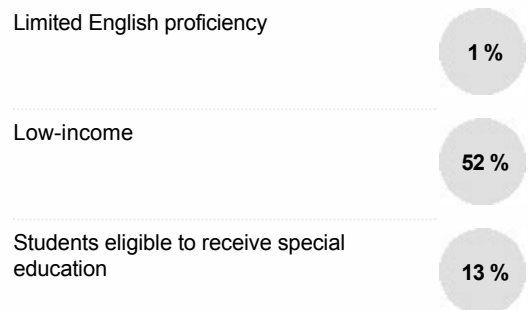 Limited English proficiency
1 %
Low-income
52 %
Students eligible to receive special
education
13 %